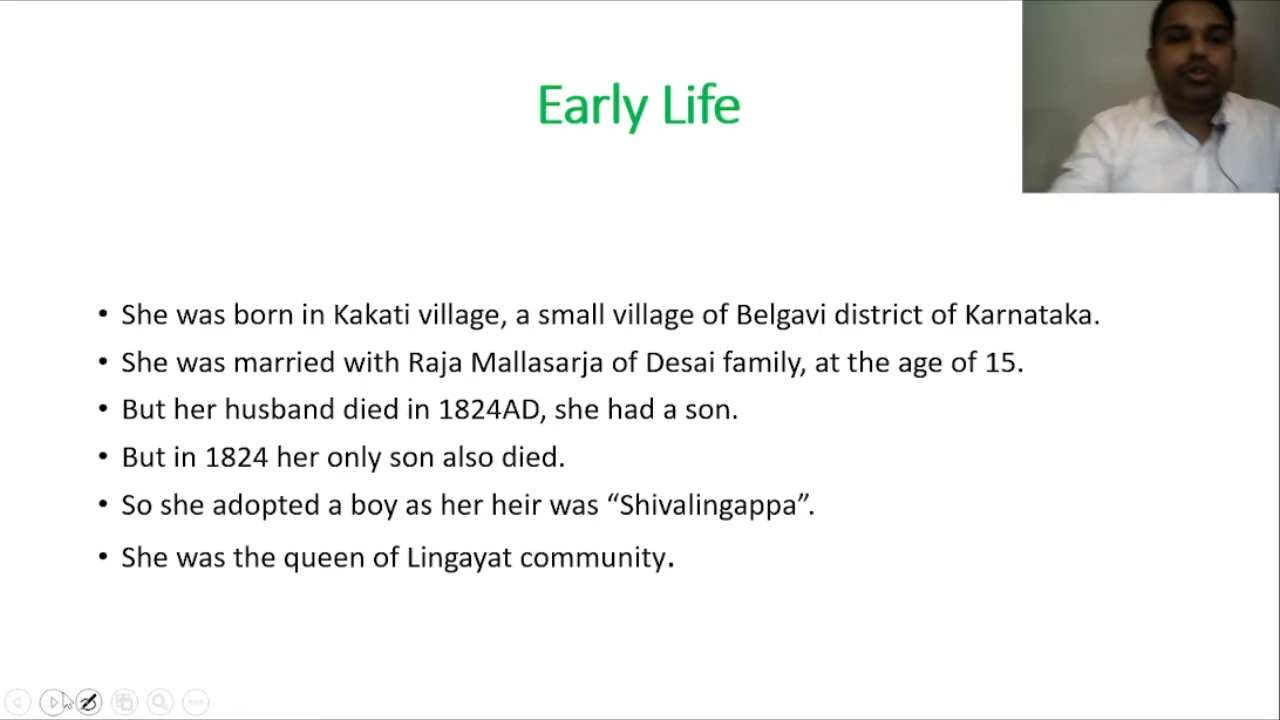 Early Life
• She was born in Kakati village, a small village of Belgavi district of Karnataka.
• She was married with Raja Mallasarja of Desai family, at the age of 15.
• But her husband died in 1824AD, she had a son.
• But in 1824 her only son also died.
• So she adopted a boy as her heir was “Shivalingappa”.
• She was the queen of Lingayat community.